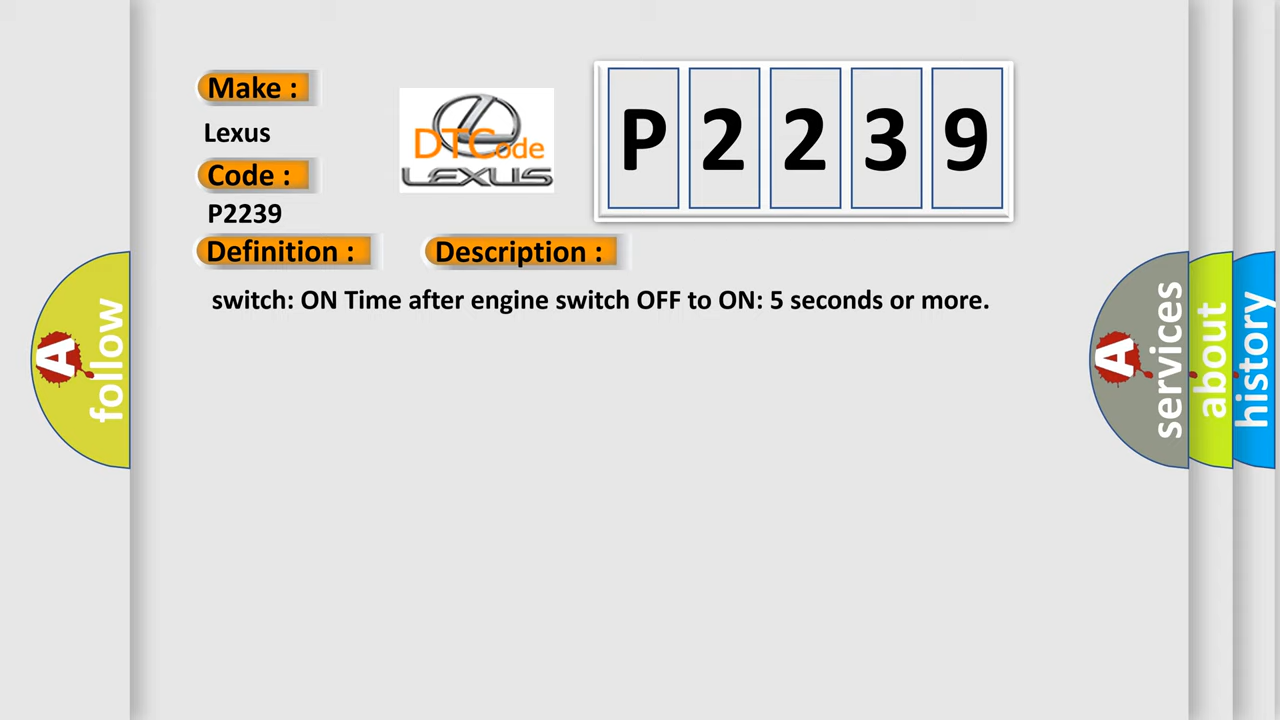 Make :
Lexus
Code :
P2239
DTCode
LEXUS
P2239
Definition :
Description :
switch: ON Time after engine switch OFF to ON: 5 seconds or more.
A
follow
A
services
about
history